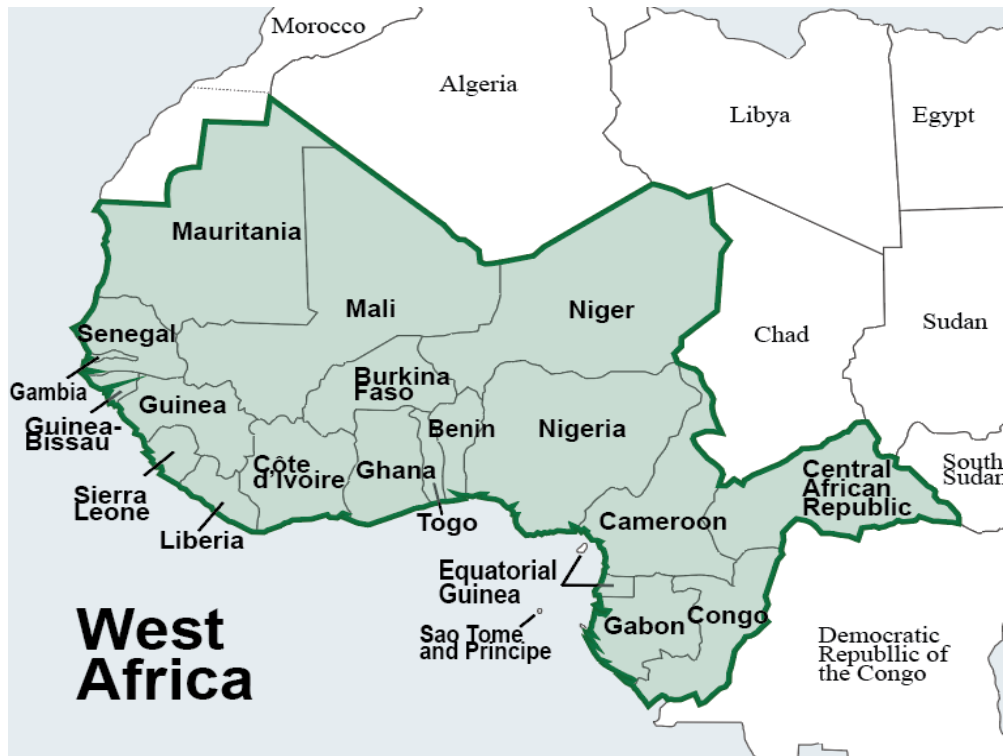 Morocco
Algeria
Libya
Egypt
Mauritania
Mali
Niger
Chad
Sudan
Senegal
Gambia
Guinea-
Bissau
Guinea
Burkina
Faso
Benin
Nigeria
Côte
d'Ivoire
Ghana
Togo
Sierra
Leone
Liberia
Cameroon
Central
African
Republic
South
Sudan
Equatorial
Guinea
Sao Tome
and Principe
Gabon
Congo
Democratic
Republlic of
the Congo
West
Africa